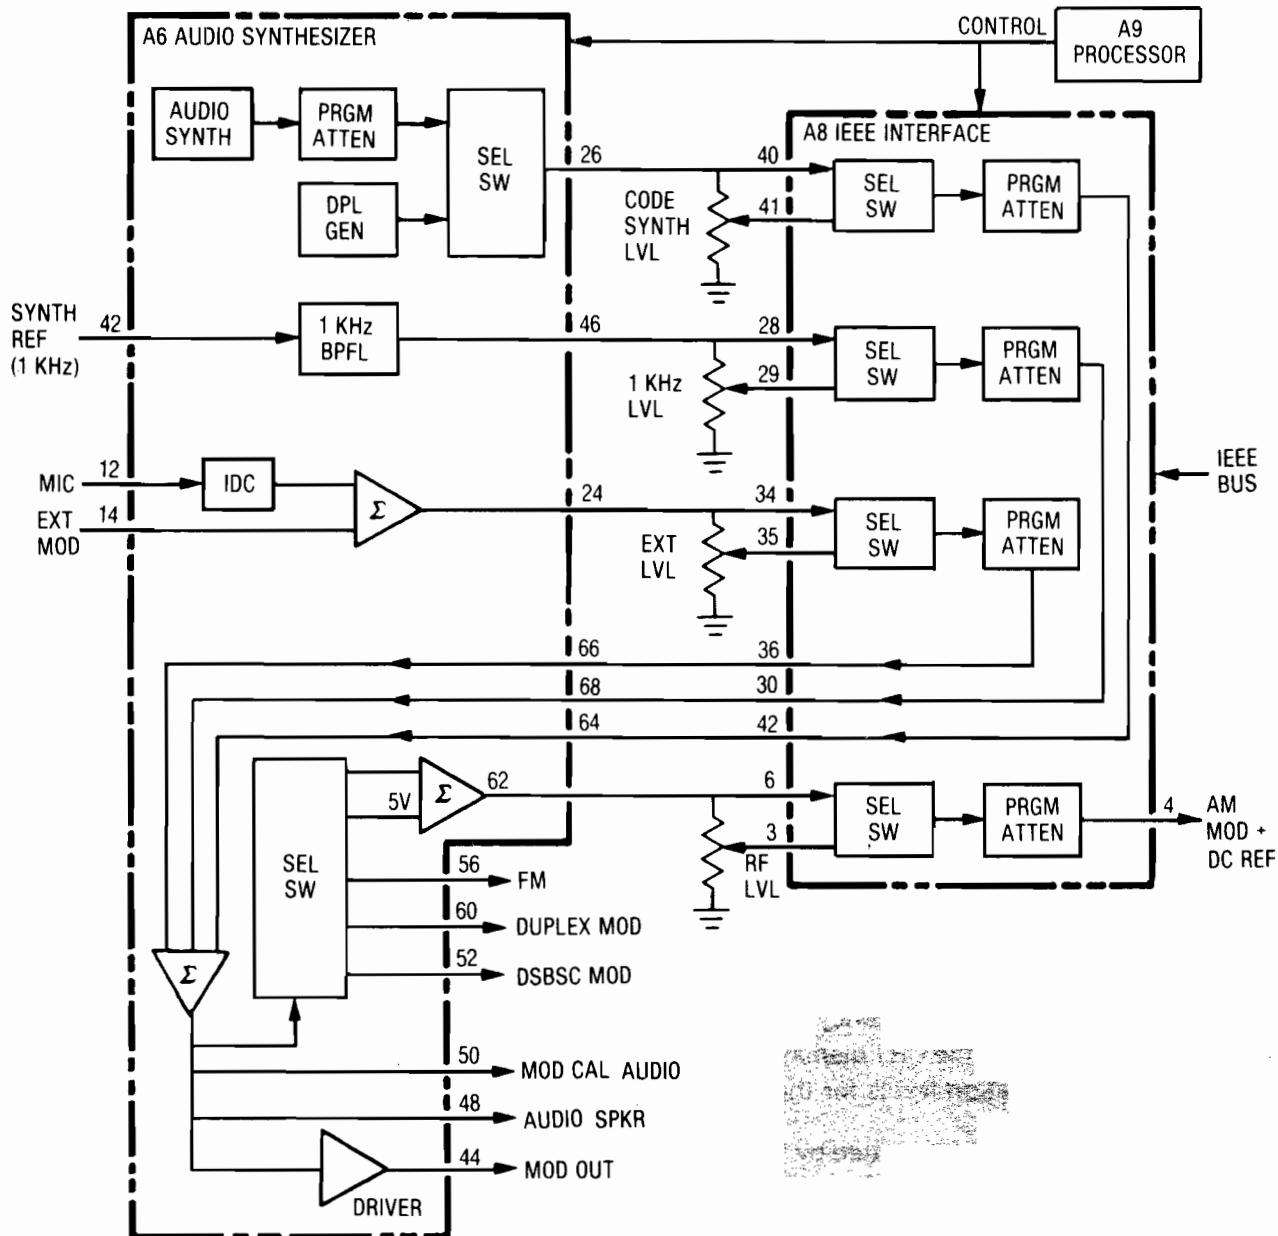 A6 AUDIO SYNTHESIZER
CONTROL
A9
PROCESSOR
AUDIO
SYNTH
PRGM
ATTEN
SEL
SW
DPL
GEN
A8 IEEE INTERFACE
26
40
SEL
SW
PRGM
ATTEN
CODE
SYNTH
LVL
41
SYNTH
REF
(1 KHz)
42
1 KHz
BPFL
46
28
SEL
SW
PRGM
ATTEN
1 KHz
LVL
29
MIC
12
IDC
EXT
MOD
14
Σ
24
34
SEL
SW
PRGM
ATTEN
EXT
LVL
35
IEEE
BUS
66
36
68
30
64
42
SEL
SW
5V
Σ
62
6
SEL
SW
PRGM
ATTEN
4
AM
MOD +
DC REF
3
RF
LVL
56
FM
60
DUPLEX MOD
52
DSBSC MOD
Σ
50
MOD CAL AUDIO
48
AUDIO SPKR
44
MOD OUT
DRIVER